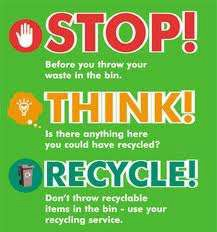 STOP!
Before you throw your
waste in the bin.
THINK!
Is there anything here
you could have recycled?
RECYCLE!
Don't throw recyclable
items in the bin - use your
recycling service.